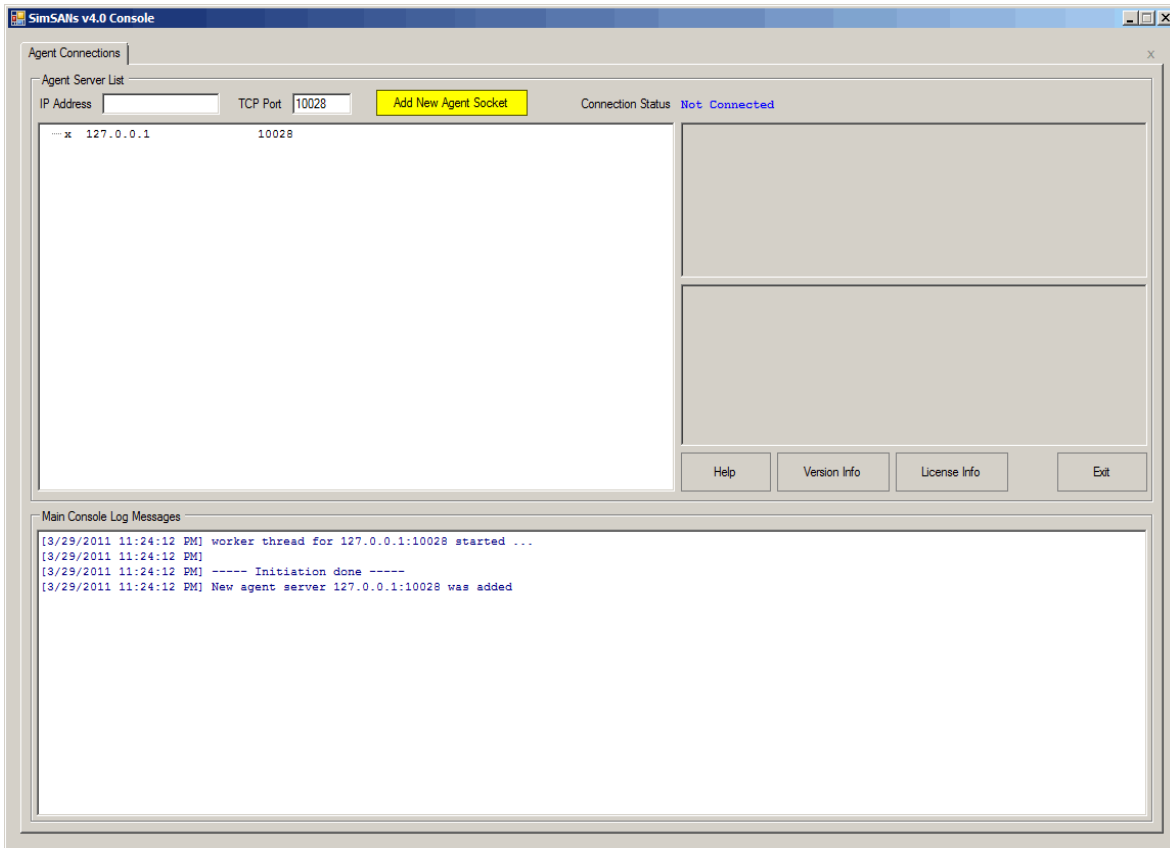 SimSANs v4.0 Console
Agent Connections
x
Agent Server List
IP Address TCP Port 10028 Add New Agent Socket Connection Status Not Connected
x 127.0.0.1 10028
Help Version Info License Info Exit
Main Console Log Messages
[3/29/2011 11:24:12 PM] worker thread for 127.0.0.1:10028 started ...
[3/29/2011 11:24:12 PM]
[3/29/2011 11:24:12 PM] ----- Initiation done -----
[3/29/2011 11:24:12 PM] New agent server 127.0.0.1:10028 was added